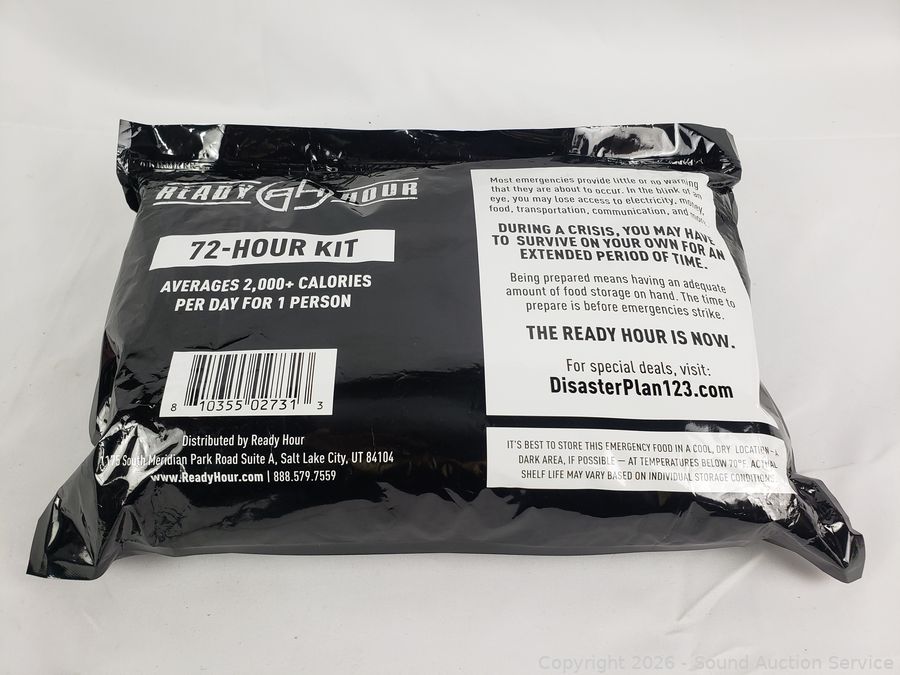 READY HOUR
72-HOUR KIT
AVERAGES 2,000+ CALORIES
PER DAY FOR 1 PERSON
8 10355 02731 3
Distributed by Ready Hour
1175 South Meridian Park Road Suite A, Salt Lake City, UT 84104
www.ReadyHour.com | 888.579.7559
Most emergencies provide little or no warning
that they are about to occur. In the blink of an
eye, you may lose access to electricity, money,
food, transportation, communication, and more.
DURING A CRISIS, YOU MAY HAVE
TO SURVIVE ON YOUR OWN FOR AN
EXTENDED PERIOD OF TIME.
Being prepared means having an adequate
amount of food storage on hand. The time to
prepare is before emergencies strike.
THE READY HOUR IS NOW.
For special deals, visit:
DisasterPlan123.com
IT'S BEST TO STORE THIS EMERGENCY FOOD IN A COOL, DRY LOCATION – A
DARK AREA, IF POSSIBLE — AT TEMPERATURES BELOW 70°F. ACTUAL
SHELF LIFE MAY VARY BASED ON INDIVIDUAL STORAGE CONDITIONS.
Copyright 2026 - Sound Auction Service